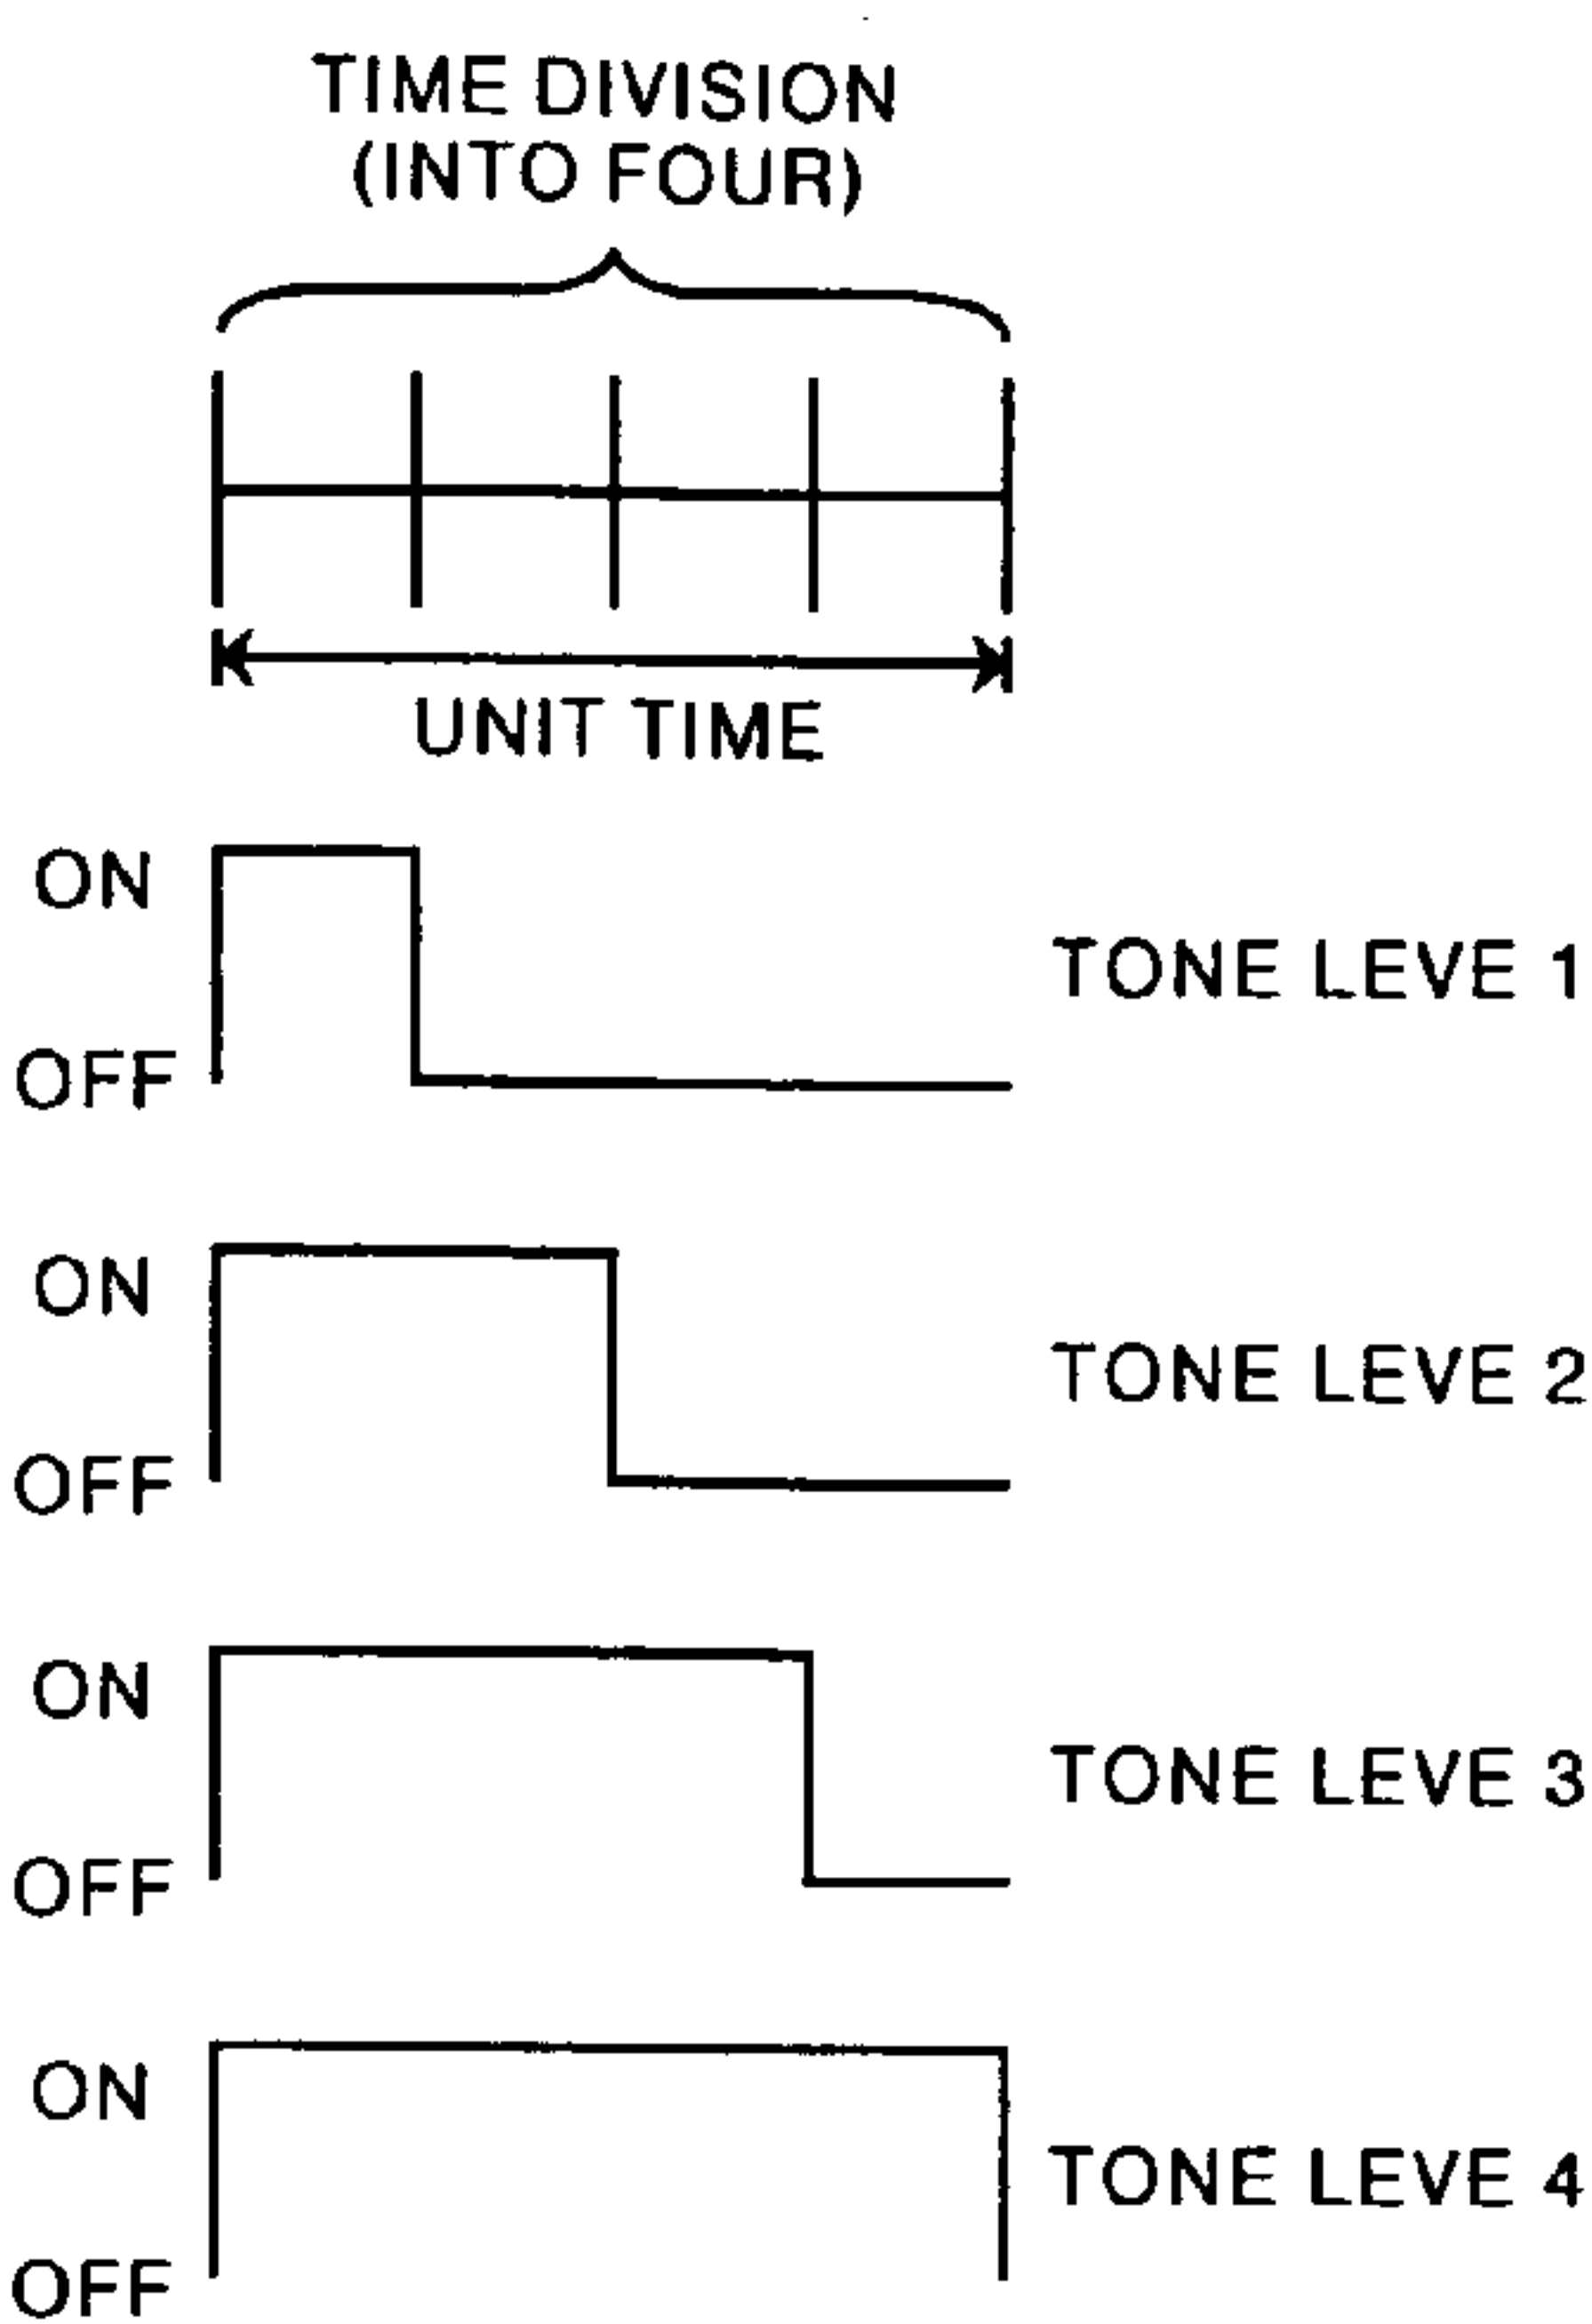 TIME DIVISION
(INTO FOUR)
UNIT TIME
ON
TONE LEVE 1
OFF
ON
TONE LEVE 2
OFF
ON
TONE LEVE 3
OFF
ON
TONE LEVE 4
OFF